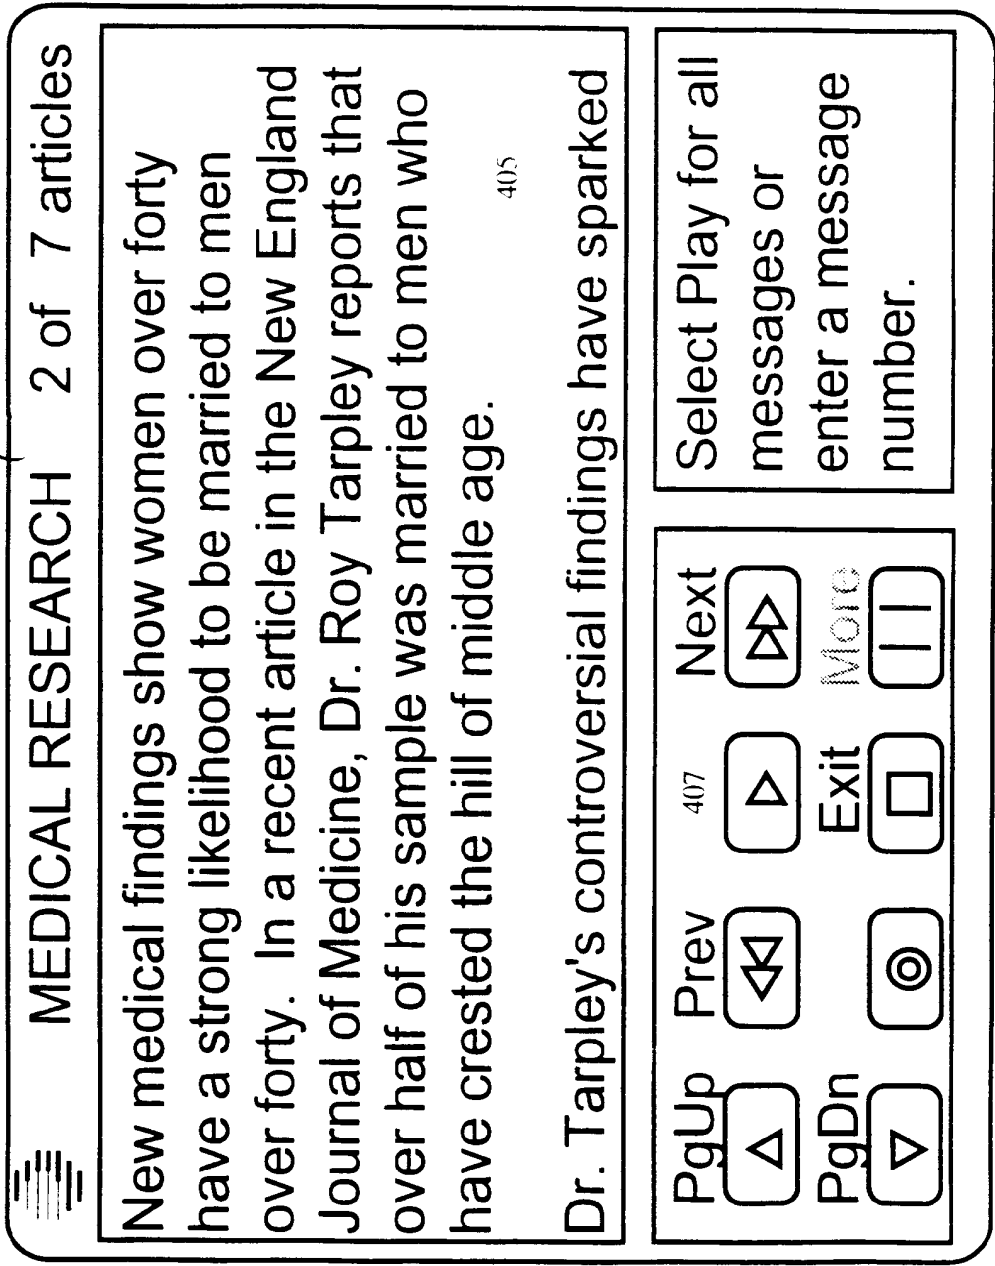 MEDICAL RESEARCH 2 of 7 articles
New medical findings show women over forty
have a strong likelihood to be married to men
over forty. In a recent article in the New England
Journal of Medicine, Dr. Roy Tarpley reports that
over half of his sample was married to men who
have crested the hill of middle age.
405
Dr. Tarpley's controversial findings have sparked
PgUp Prev 407 Next
PgDn Exit More
Select Play for all
messages or
enter a message
number.